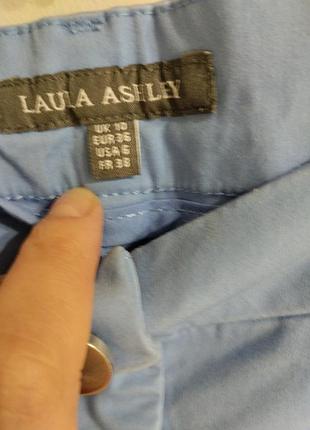 LAURA ASHLEY
UK 10
EUR 36
USA 6
FR 38